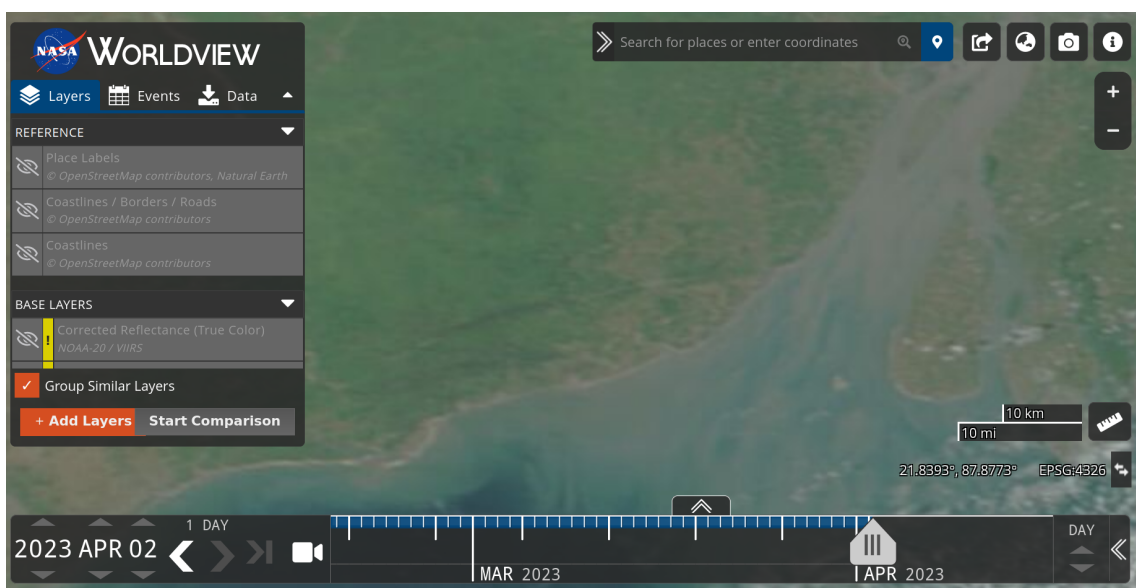 NASA WORLDVIEW
Search for places or enter coordinates
Layers Events Data
REFERENCE
Place Labels
© OpenStreetMap contributors, Natural Earth
Coastlines / Borders / Roads
© OpenStreetMap contributors
Coastlines
© OpenStreetMap contributors
BASE LAYERS
! Corrected Reflectance (True Color)
NOAA-20 / VIIRS
✓ Group Similar Layers
+ Add Layers Start Comparison
+
−
10 km
10 mi
21.8393°, 87.8773° EPSG:4326
2023 APR 02
1 DAY
MAR 2023
APR 2023
DAY